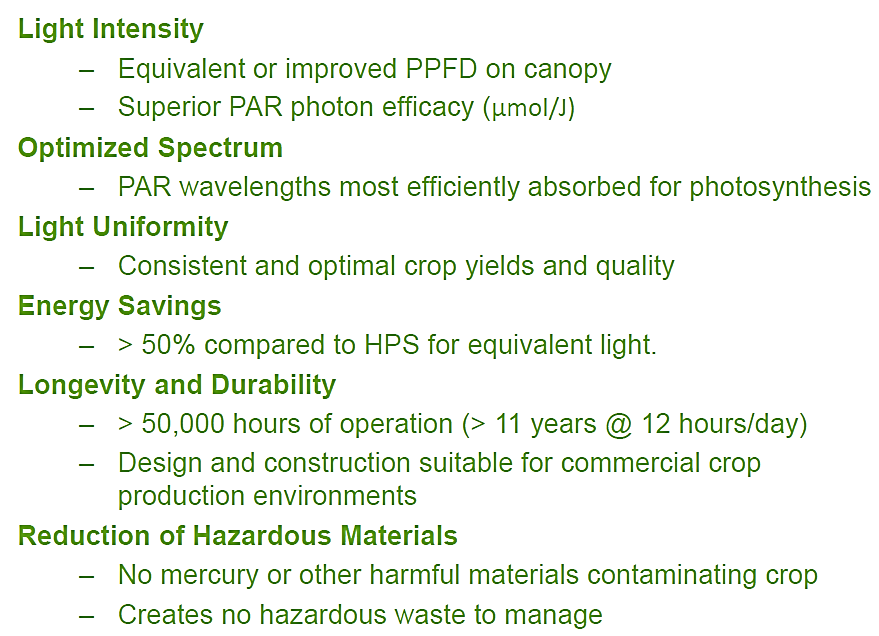 Light Intensity
– Equivalent or improved PPFD on canopy
– Superior PAR photon efficacy (μmol/J)
Optimized Spectrum
– PAR wavelengths most efficiently absorbed for photosynthesis
Light Uniformity
– Consistent and optimal crop yields and quality
Energy Savings
– > 50% compared to HPS for equivalent light.
Longevity and Durability
– > 50,000 hours of operation (> 11 years @ 12 hours/day)
– Design and construction suitable for commercial crop
production environments
Reduction of Hazardous Materials
– No mercury or other harmful materials contaminating crop
– Creates no hazardous waste to manage